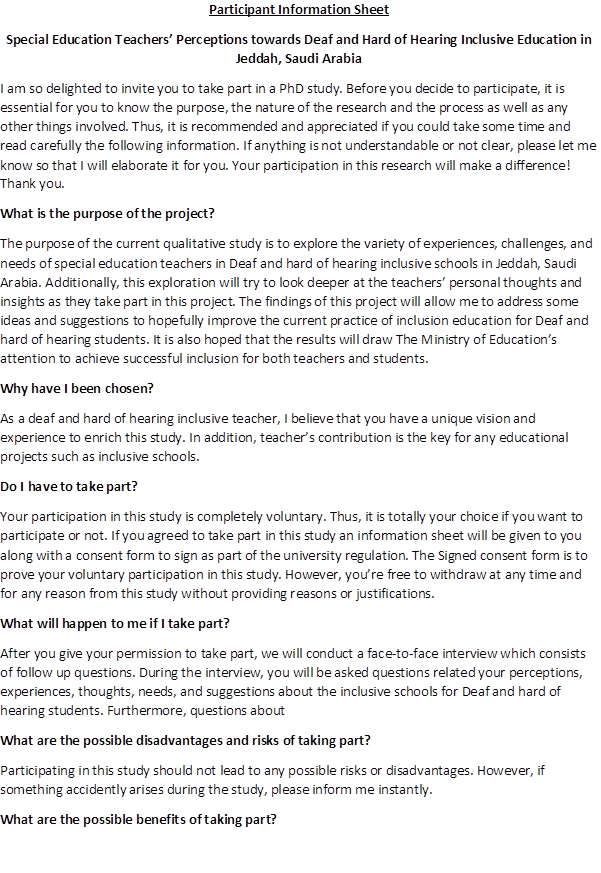 Participant Information Sheet
Special Education Teachers' Perceptions towards Deaf and Hard of Hearing Inclusive Education in
Jeddah, Saudi Arabia
I am so delighted to invite you to take part in a PhD study. Before you decide to participate, it is
essential for you to know the purpose, the nature of the research and the process as well as any
other things involved. Thus, it is recommended and appreciated if you could take some time and
read carefully the following information. If anything is not understandable or not clear, please let me
know so that I will elaborate it for you. Your participation in this research will make a difference!
Thank you.
What is the purpose of the project?
The purpose of the current qualitative study is to explore the variety of experiences, challenges, and
needs of special education teachers in Deaf and hard of hearing inclusive schools in Jeddah, Saudi
Arabia. Additionally, this exploration will try to look deeper at the teachers' personal thoughts and
insights as they take part in this project. The findings of this project will allow me to address some
ideas and suggestions to hopefully improve the current practice of inclusion education for Deaf and
hard of hearing students. It is also hoped that the results will draw The Ministry of Education's
attention to achieve successful inclusion for both teachers and students.
Why have I been chosen?
As a deaf and hard of hearing inclusive teacher, I believe that you have a unique vision and
experience to enrich this study. In addition, teacher's contribution is the key for any educational
projects such as inclusive schools.
Do I have to take part?
Your participation in this study is completely voluntary. Thus, it is totally your choice if you want to
participate or not. If you agreed to take part in this study an information sheet will be given to you
along with a consent form to sign as part of the university regulation. The Signed consent form is to
prove your voluntary participation in this study. However, you're free to withdraw at any time and
for any reason from this study without providing reasons or justifications.
What will happen to me if I take part?
After you give your permission to take part, we will conduct a face-to-face interview which consists
of follow up questions. During the interview, you will be asked questions related your perceptions,
experiences, thoughts, needs, and suggestions about the inclusive schools for Deaf and hard of
hearing students. Furthermore, questions about
What are the possible disadvantages and risks of taking part?
Participating in this study should not lead to any possible risks or disadvantages. However, if
something accidently arises during the study, please inform me instantly.
What are the possible benefits of taking part?